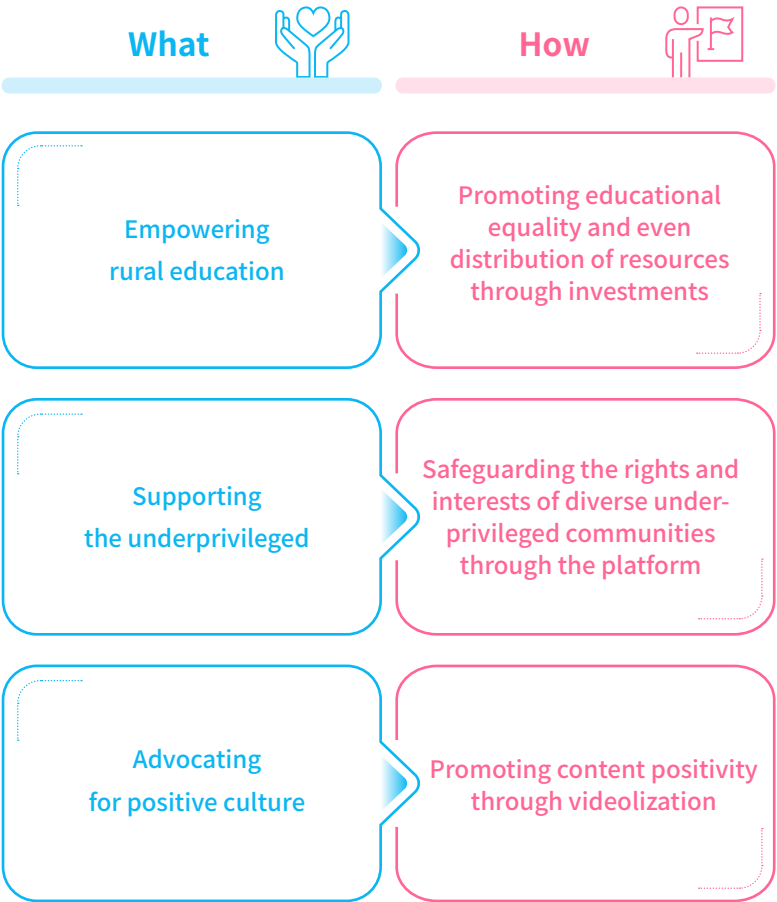 What
How
Empowering
rural education
Promoting educational
equality and even
distribution of resources
through investments
Supporting
the underprivileged
Safeguarding the rights and
interests of diverse under-
privileged communities
through the platform
Advocating
for positive culture
Promoting content positivity
through videolization